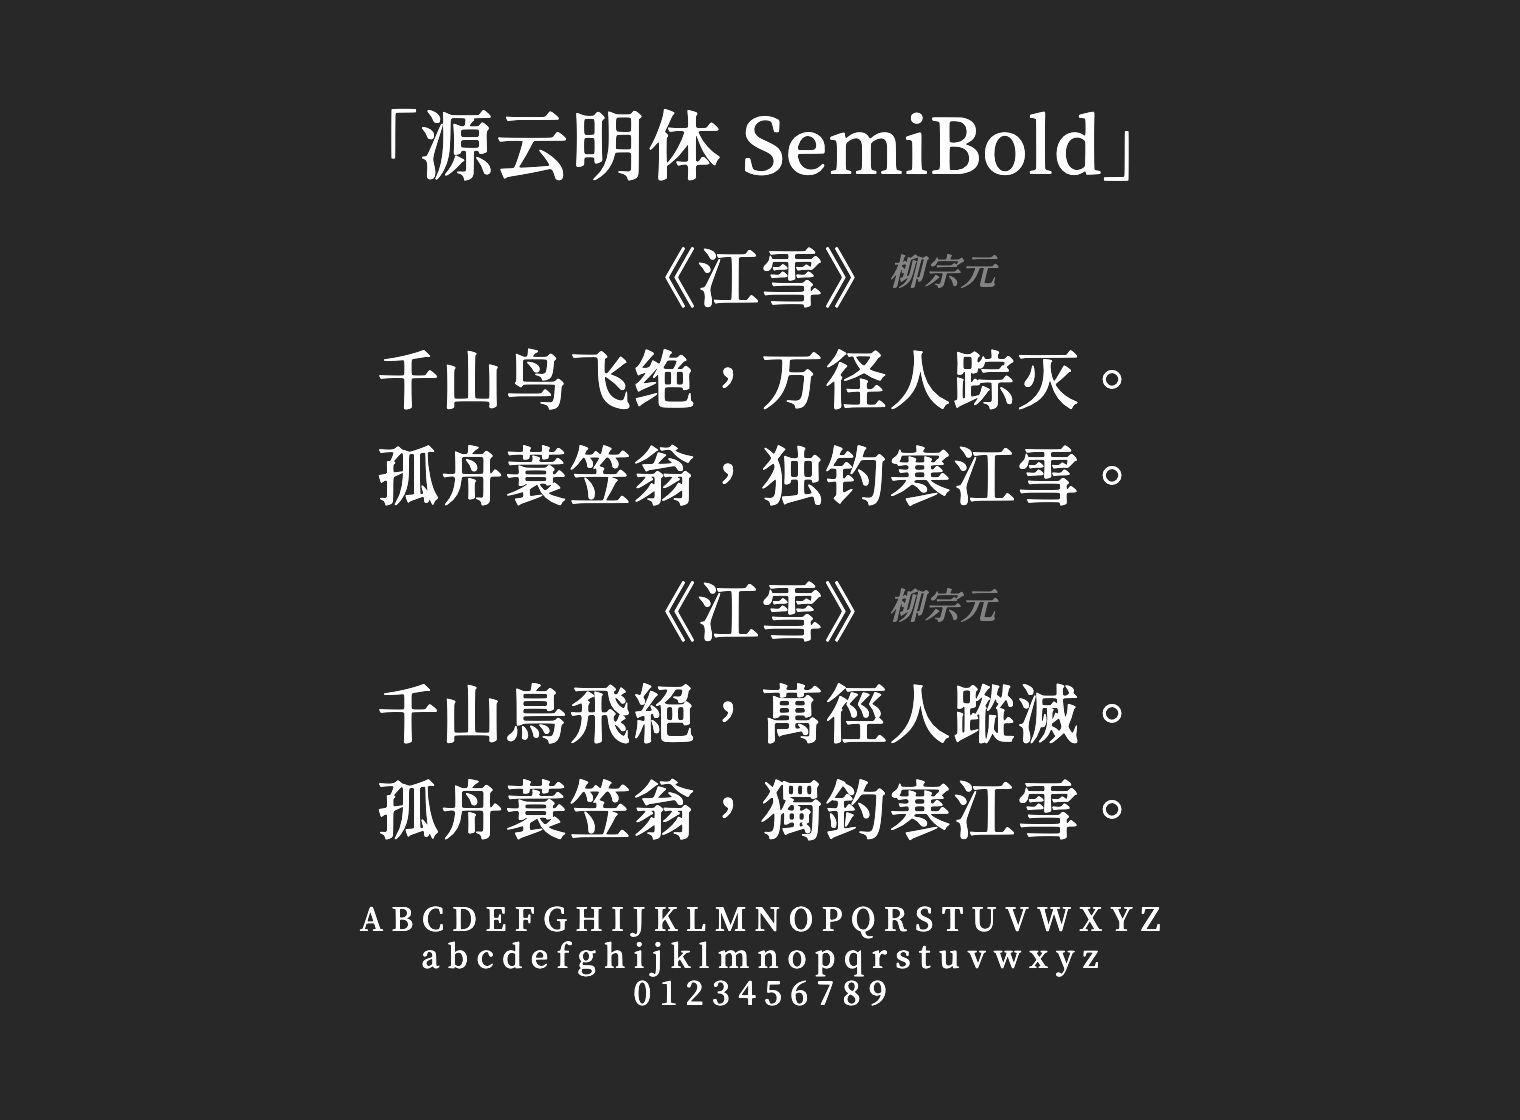 「源云明体 SemiBold」
《江雪》 柳宗元
千山鸟飞绝，万径人踪灭。
孤舟蓑笠翁，独钓寒江雪。
《江雪》 柳宗元
千山鳥飛絕，萬徑人蹤滅。
孤舟蓑笠翁，獨釣寒江雪。
A B C D E F G H I J K L M N O P Q R S T U V W X Y Z
a b c d e f g h i j k l m n o p q r s t u v w x y z
0 1 2 3 4 5 6 7 8 9